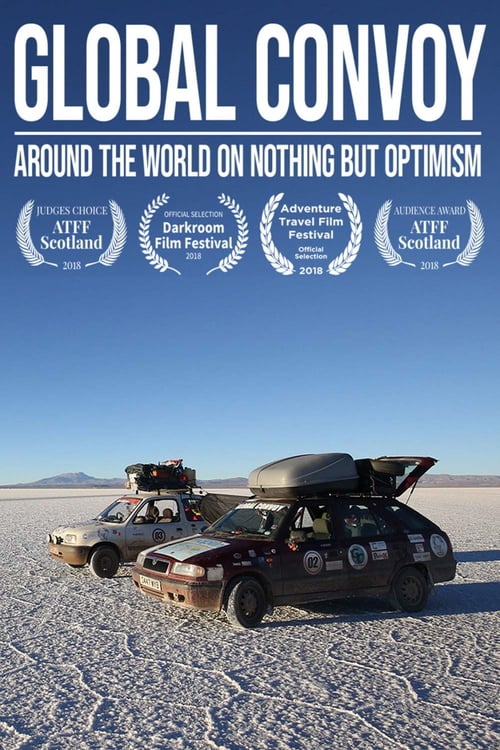 GLOBAL CONVOY
AROUND THE WORLD ON NOTHING BUT OPTIMISM
JUDGES CHOICE
ATFF
Scotland
2018
OFFICIAL SELECTION
Darkroom
Film Festival
2018
Adventure
Travel Film
Festival
Official
Selection
2018
AUDIENCE AWARD
ATFF
Scotland
2018
03
02